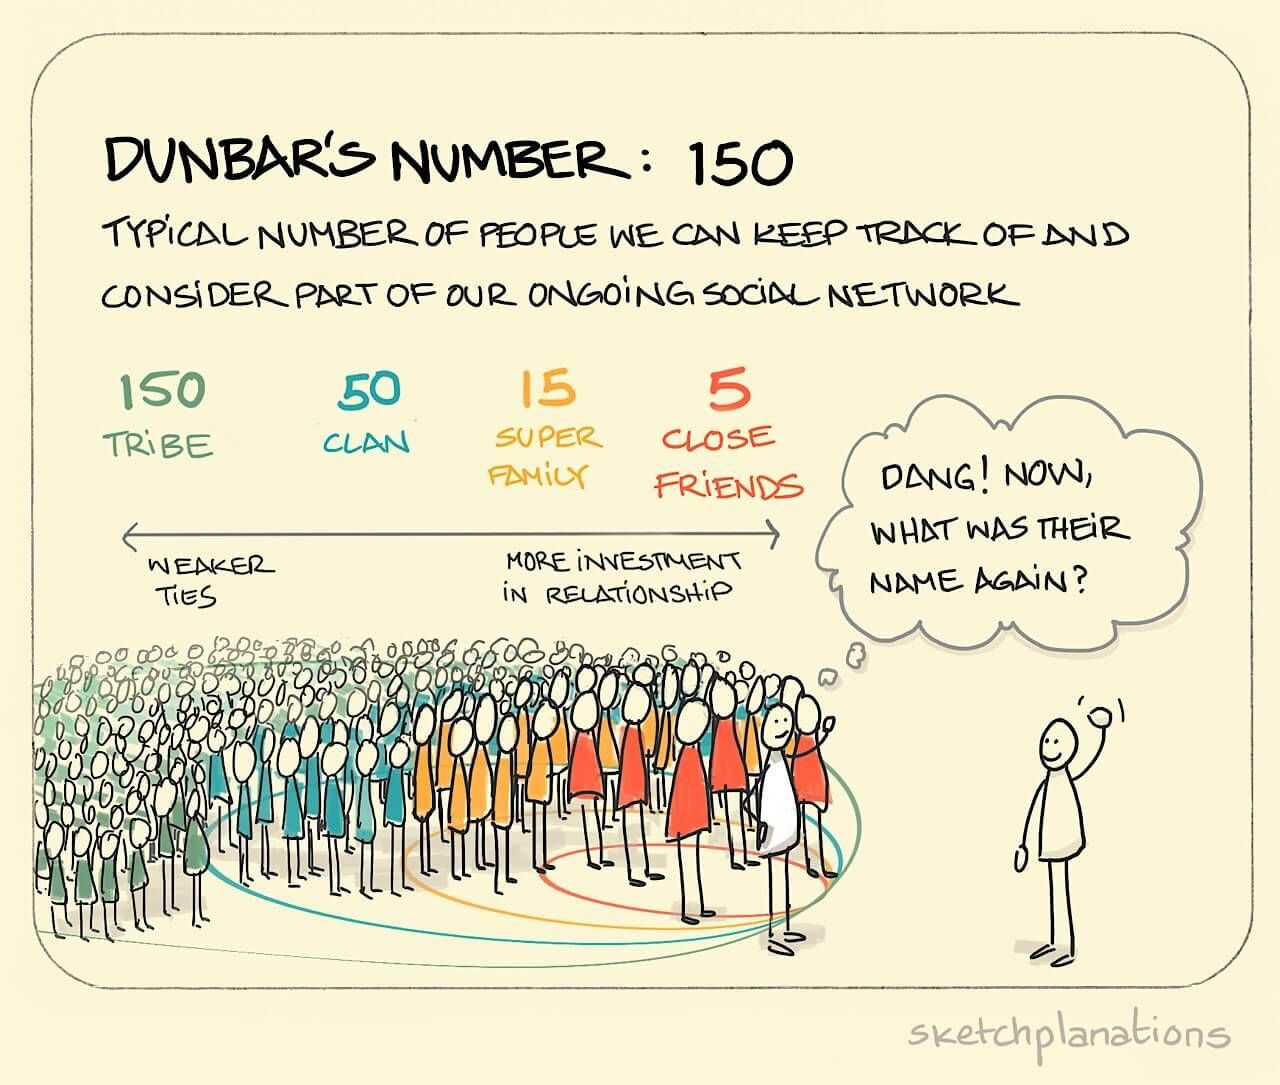 DUNBAR'S NUMBER: 150
TYPICAL NUMBER OF PEOPLE WE CAN KEEP TRACK OF AND
CONSIDER PART OF OUR ONGOING SOCIAL NETWORK
150
TRIBE
50
CLAN
15
SUPER
FAMILY
5
CLOSE
FRIENDS
WEAKER
TIES
MORE INVESTMENT
IN RELATIONSHIP
DANG! NOW,
WHAT WAS THEIR
NAME AGAIN?
sketchplanations